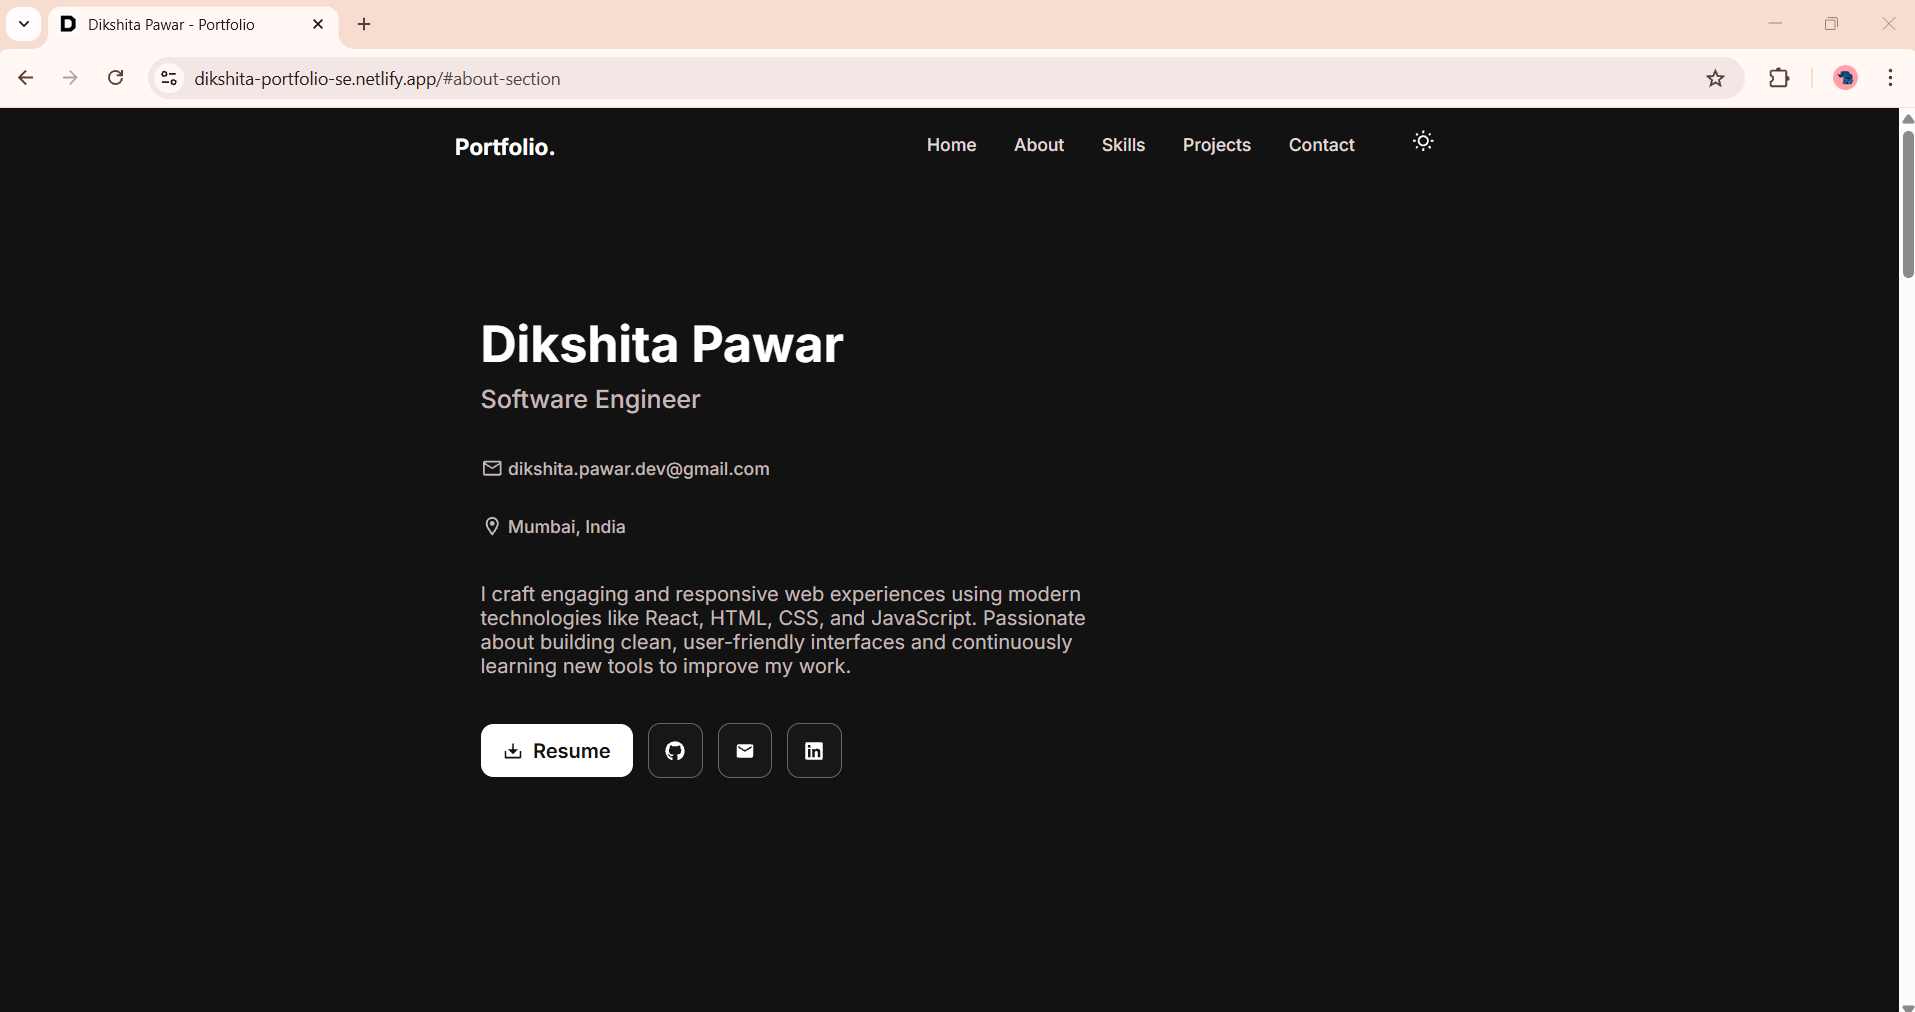 Dikshita Pawar - Portfolio
dikshita-portfolio-se.netlify.app/#about-section
Portfolio.
Home About Skills Projects Contact
Dikshita Pawar
Software Engineer
dikshita.pawar.dev@gmail.com
Mumbai, India
I craft engaging and responsive web experiences using modern
technologies like React, HTML, CSS, and JavaScript. Passionate
about building clean, user-friendly interfaces and continuously
learning new tools to improve my work.
Resume